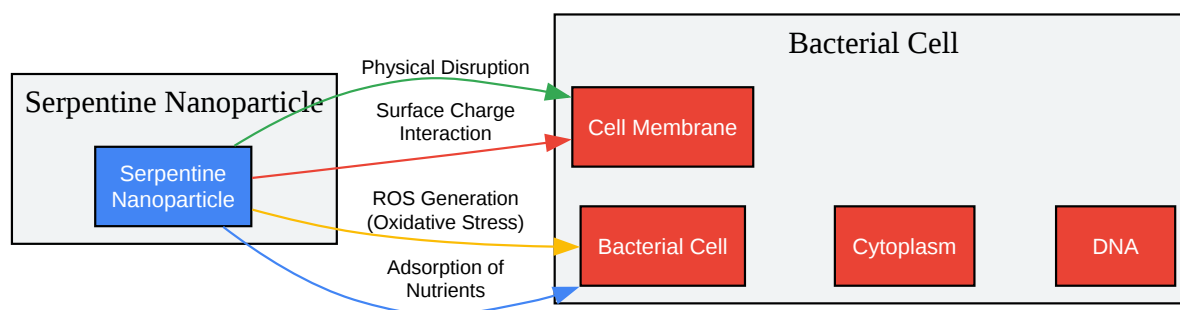 Bacterial Cell
Serpentine Nanoparticle
Physical Disruption
Surface Charge
Interaction
Cell Membrane
Serpentine
Nanoparticle
ROS Generation
(Oxidative Stress)
Bacterial Cell
Cytoplasm
DNA
Adsorption of
Nutrients